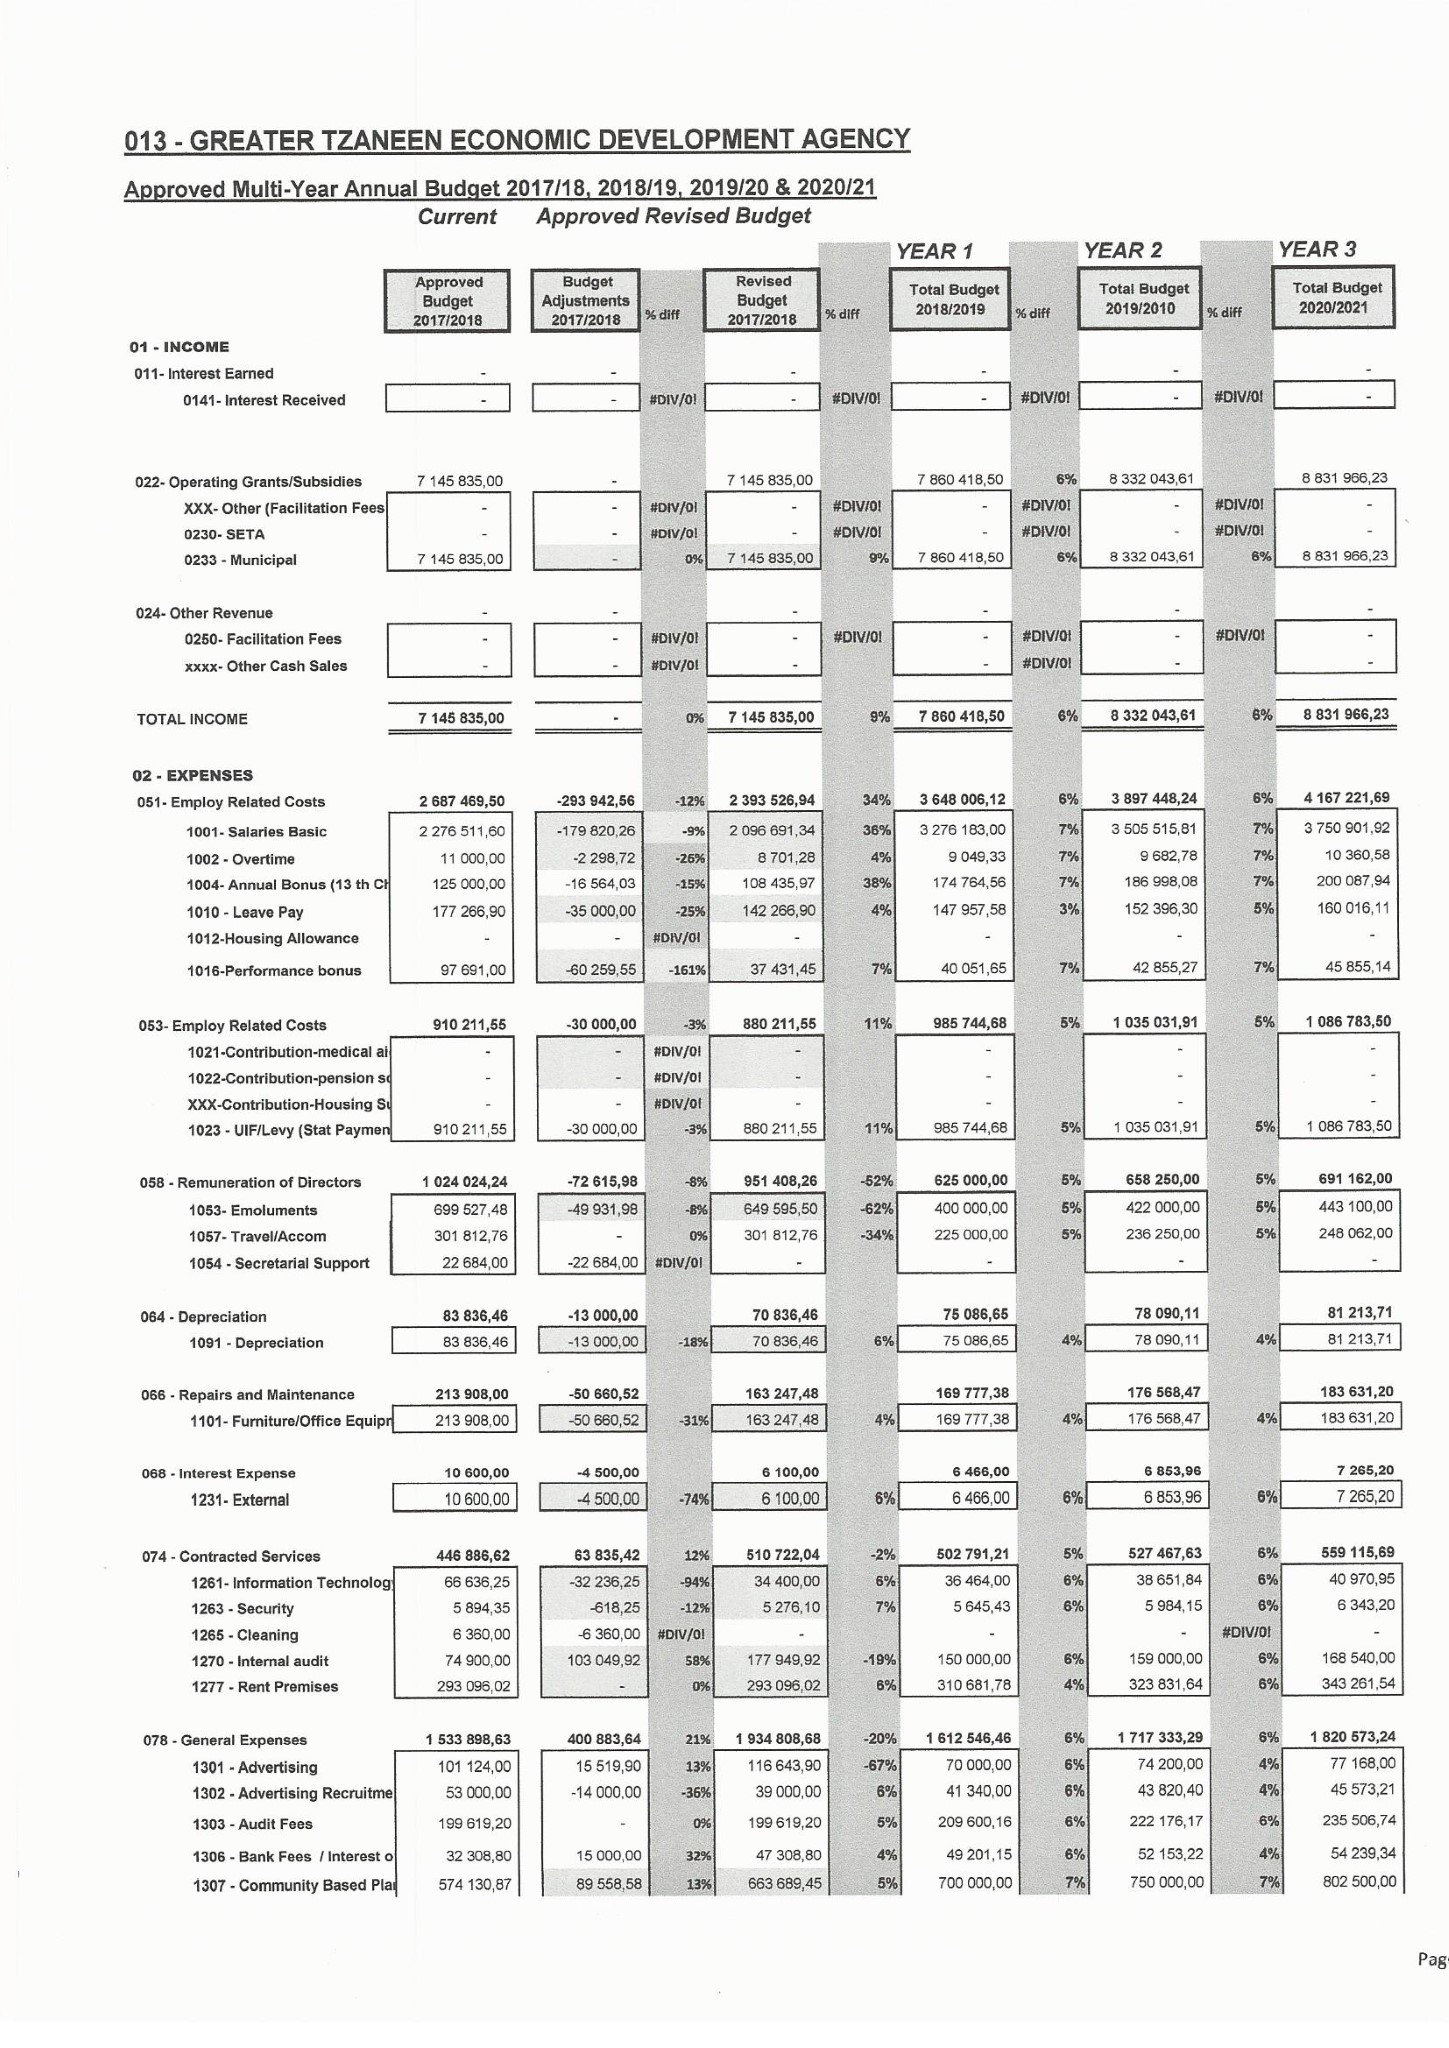 013 - GREATER TZANEEN ECONOMIC DEVELOPMENT AGENCY
Approved Multi-Year Annual Budget 2017/18, 2018/19, 2019/20 & 2020/21
Current Approved Revised Budget
YEAR 1 YEAR 2 YEAR 3
Approved Budget 2017/2018 Budget Adjustments 2017/2018 % diff Revised Budget 2017/2018 % diff Total Budget 2018/2019 % diff Total Budget 2019/2010 % diff Total Budget 2020/2021
01 - INCOME
011- Interest Earned - - - - - -
0141- Interest Received - - #DIV/0! - #DIV/0! - #DIV/0! - #DIV/0! -
022- Operating Grants/Subsidies 7 145 835,00 - 7 145 835,00 7 860 418,50 6% 8 332 043,61 8 831 966,23
XXX- Other (Facilitation Fees - - #DIV/0! - #DIV/0! - #DIV/0! - #DIV/0! -
0230- SETA - - #DIV/0! - #DIV/0! - #DIV/0! - #DIV/0! -
0233 - Municipal 7 145 835,00 - 0% 7 145 835,00 9% 7 860 418,50 6% 8 332 043,61 6% 8 831 966,23
024- Other Revenue - - - - - -
0250- Facilitation Fees - - #DIV/0! - #DIV/0! - #DIV/0! - #DIV/0! -
xxxx- Other Cash Sales - - #DIV/0! - - #DIV/0! - -
TOTAL INCOME 7 145 835,00 - 0% 7 145 835,00 9% 7 860 418,50 6% 8 332 043,61 6% 8 831 966,23
02 - EXPENSES
051- Employ Related Costs 2 687 469,50 -293 942,56 -12% 2 393 526,94 34% 3 648 006,12 6% 3 897 448,24 6% 4 167 221,69
1001- Salaries Basic 2 276 511,60 -179 820,26 -9% 2 096 691,34 36% 3 276 183,00 7% 3 505 515,81 7% 3 750 901,92
1002 - Overtime 11 000,00 -2 298,72 -26% 8 701,28 4% 9 049,33 7% 9 682,78 7% 10 360,58
1004- Annual Bonus (13 th Ch 125 000,00 -16 564,03 -15% 108 435,97 38% 174 764,56 7% 186 998,08 7% 200 087,94
1010 - Leave Pay 177 266,90 -35 000,00 -25% 142 266,90 4% 147 957,58 3% 152 396,30 5% 160 016,11
1012-Housing Allowance - - #DIV/0! - - - -
1016-Performance bonus 97 691,00 -60 259,55 -161% 37 431,45 7% 40 051,65 7% 42 855,27 7% 45 855,14
053- Employ Related Costs 910 211,55 -30 000,00 -3% 880 211,55 11% 985 744,68 5% 1 035 031,91 5% 1 086 783,50
1021-Contribution-medical ai - - #DIV/0! - - - -
1022-Contribution-pension sc - - #DIV/0! - - - -
XXX-Contribution-Housing Su - - #DIV/0! - - - -
1023 - UIF/Levy (Stat Paymen 910 211,55 -30 000,00 -3% 880 211,55 11% 985 744,68 5% 1 035 031,91 5% 1 086 783,50
058 - Remuneration of Directors 1 024 024,24 -72 615,98 -8% 951 408,26 -52% 625 000,00 5% 658 250,00 5% 691 162,00
1053- Emoluments 699 527,48 -49 931,98 -8% 649 595,50 -62% 400 000,00 5% 422 000,00 5% 443 100,00
1057- Travel/Accom 301 812,76 - 0% 301 812,76 -34% 225 000,00 5% 236 250,00 5% 248 062,00
1054 - Secretarial Support 22 684,00 -22 684,00 #DIV/0! - - - -
064 - Depreciation 83 836,46 -13 000,00 70 836,46 75 086,65 78 090,11 81 213,71
1091 - Depreciation 83 836,46 -13 000,00 -18% 70 836,46 6% 75 086,65 4% 78 090,11 4% 81 213,71
066 - Repairs and Maintenance 213 908,00 -50 660,52 163 247,48 169 777,38 176 568,47 183 631,20
1101- Furniture/Office Equipr 213 908,00 -50 660,52 -31% 163 247,48 4% 169 777,38 4% 176 568,47 4% 183 631,20
068 - Interest Expense 10 600,00 -4 500,00 6 100,00 6 466,00 6 853,96 7 265,20
1231- External 10 600,00 -4 500,00 -74% 6 100,00 6% 6 466,00 6% 6 853,96 6% 7 265,20
074 - Contracted Services 446 886,62 63 835,42 12% 510 722,04 -2% 502 791,21 5% 527 467,63 6% 559 115,69
1261- Information Technolog 66 636,25 -32 236,25 -94% 34 400,00 6% 36 464,00 6% 38 651,84 6% 40 970,95
1263 - Security 5 894,35 -618,25 -12% 5 276,10 7% 5 645,43 6% 5 984,15 6% 6 343,20
1265 - Cleaning 6 360,00 -6 360,00 #DIV/0! - - - #DIV/0! -
1270 - Internal audit 74 900,00 103 049,92 58% 177 949,92 -19% 150 000,00 6% 159 000,00 6% 168 540,00
1277 - Rent Premises 293 096,02 - 0% 293 096,02 6% 310 681,78 4% 323 831,64 6% 343 261,54
078 - General Expenses 1 533 898,63 400 883,64 21% 1 934 808,68 -20% 1 612 546,46 6% 1 717 333,29 6% 1 820 573,24
1301 - Advertising 101 124,00 15 519,90 13% 116 643,90 -67% 70 000,00 6% 74 200,00 4% 77 168,00
1302 - Advertising Recruitme 53 000,00 -14 000,00 -36% 39 000,00 6% 41 340,00 6% 43 820,40 4% 45 573,21
1303 - Audit Fees 199 619,20 - 0% 199 619,20 5% 209 600,16 6% 222 176,17 6% 235 506,74
1306 - Bank Fees / Interest o 32 308,80 15 000,00 32% 47 308,80 4% 49 201,15 6% 52 153,22 4% 54 239,34
1307 - Community Based Plan 574 130,87 89 558,58 13% 663 689,45 5% 700 000,00 7% 750 000,00 7% 802 500,00
Pag